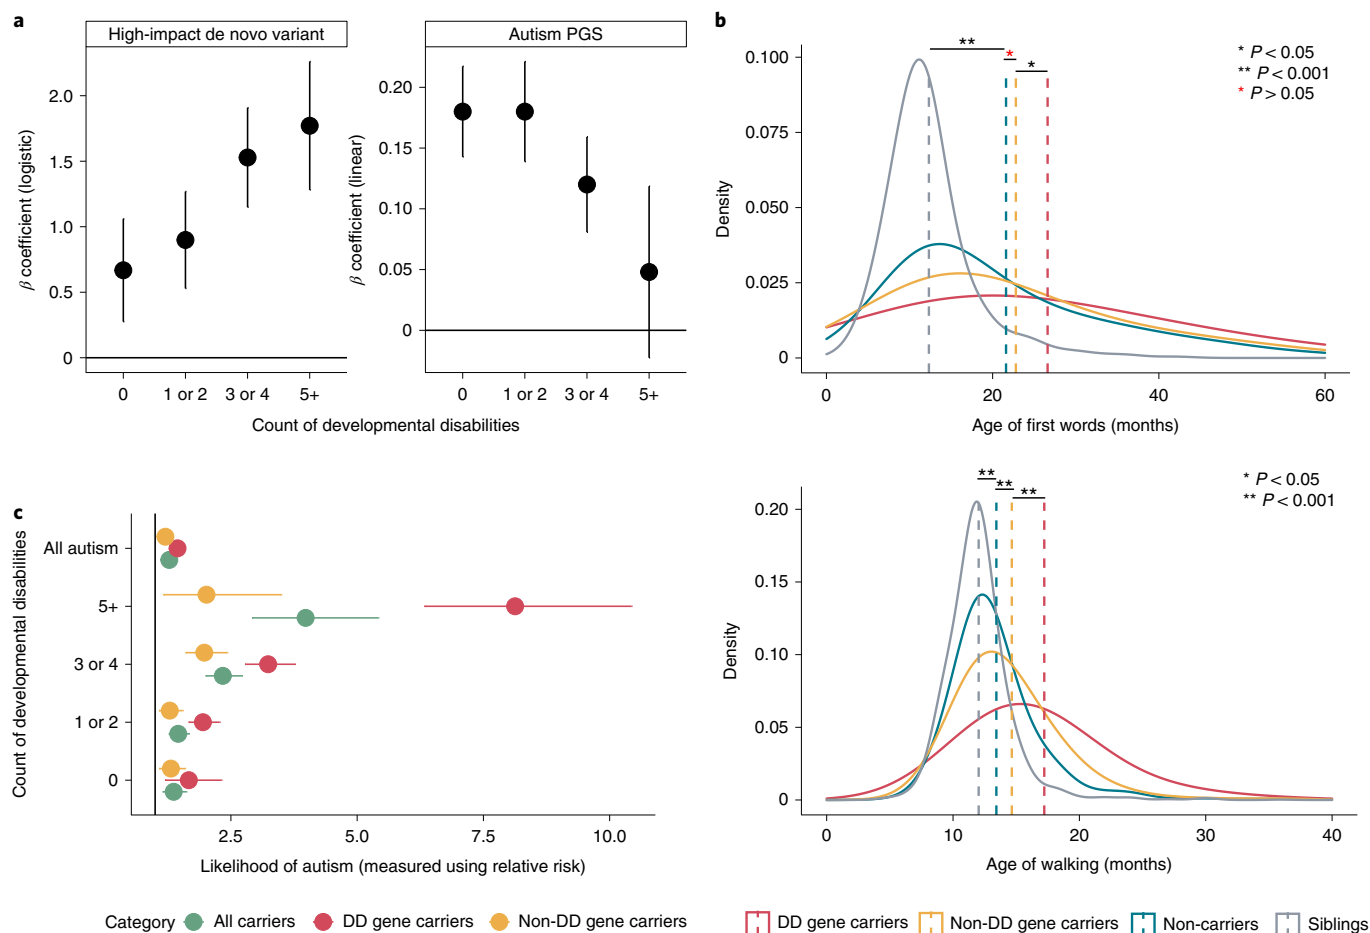 a
High-impact de novo variant
Autism PGS
β coefficient (logistic)
2.0
1.5
1.0
0.5
0
0 1 or 2 3 or 4 5+
β coefficient (linear)
0.20
0.15
0.10
0.05
0
0 1 or 2 3 or 4 5+
Count of developmental disabilities
b
** * *
* P < 0.05
** P < 0.001
* P > 0.05
Density
0.100
0.075
0.050
0.025
0
0 20 40 60
Age of first words (months)
** ** **
* P < 0.05
** P < 0.001
Density
0.20
0.15
0.10
0.05
0
0 10 20 30 40
Age of walking (months)
DD gene carriers Non-DD gene carriers Non-carriers Siblings
c
Count of developmental disabilities
All autism
5+
3 or 4
1 or 2
0
2.5 5.0 7.5 10.0
Likelihood of autism (measured using relative risk)
Category All carriers DD gene carriers Non-DD gene carriers